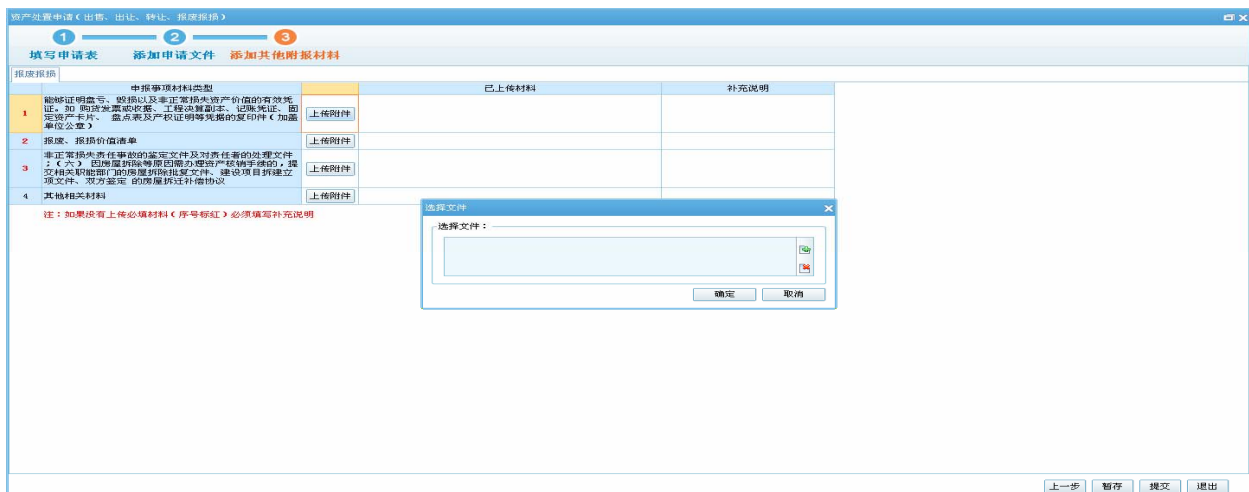 资产处置申请(出售、出让、转让、报废报损)
1 2 3
填写申请表 添加申请文件 添加其他附报材料
报废报损
申报事项材料类型 已上传材料 补充说明
1
能够证明盘亏、毁损以及非正常损失资产价值的有效凭
证。如 购货发票或收据、工程决算副本、记账凭证、固
定资产卡片、 盘点表及产权证明等凭据的复印件(加盖
单位公章)
上传附件
2 报废、报损价值清单 上传附件
3
非正常损失责任事故的鉴定文件及对责任者的处理文件
;(六) 因房屋拆除等原因需办理资产核销手续的,提
交相关职能部门的房屋拆除批复文件、建设项目拆建立
项文件、双方鉴定 的房屋拆迁补偿协议
上传附件
4 其他相关材料 上传附件
注:如果没有上传必填材料(序号标红)必须填写补充说明
选择文件
选择文件:
确定 取消
上一步 暂存 提交 退出